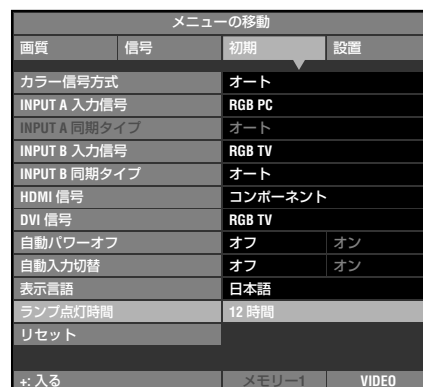 メニューの移動
画質 信号 初期 設置
カラー信号方式 オート
INPUT A 入力信号 RGB PC
INPUT A 同期タイプ オート
INPUT B 入力信号 RGB TV
INPUT B 同期タイプ オート
HDMI 信号 コンポーネント
DVI 信号 RGB TV
自動パワーオフ オフ オン
自動入力切替 オフ オン
表示言語 日本語
ランプ点灯時間 12 時間
リセット
+: 入る メモリー1 VIDEO